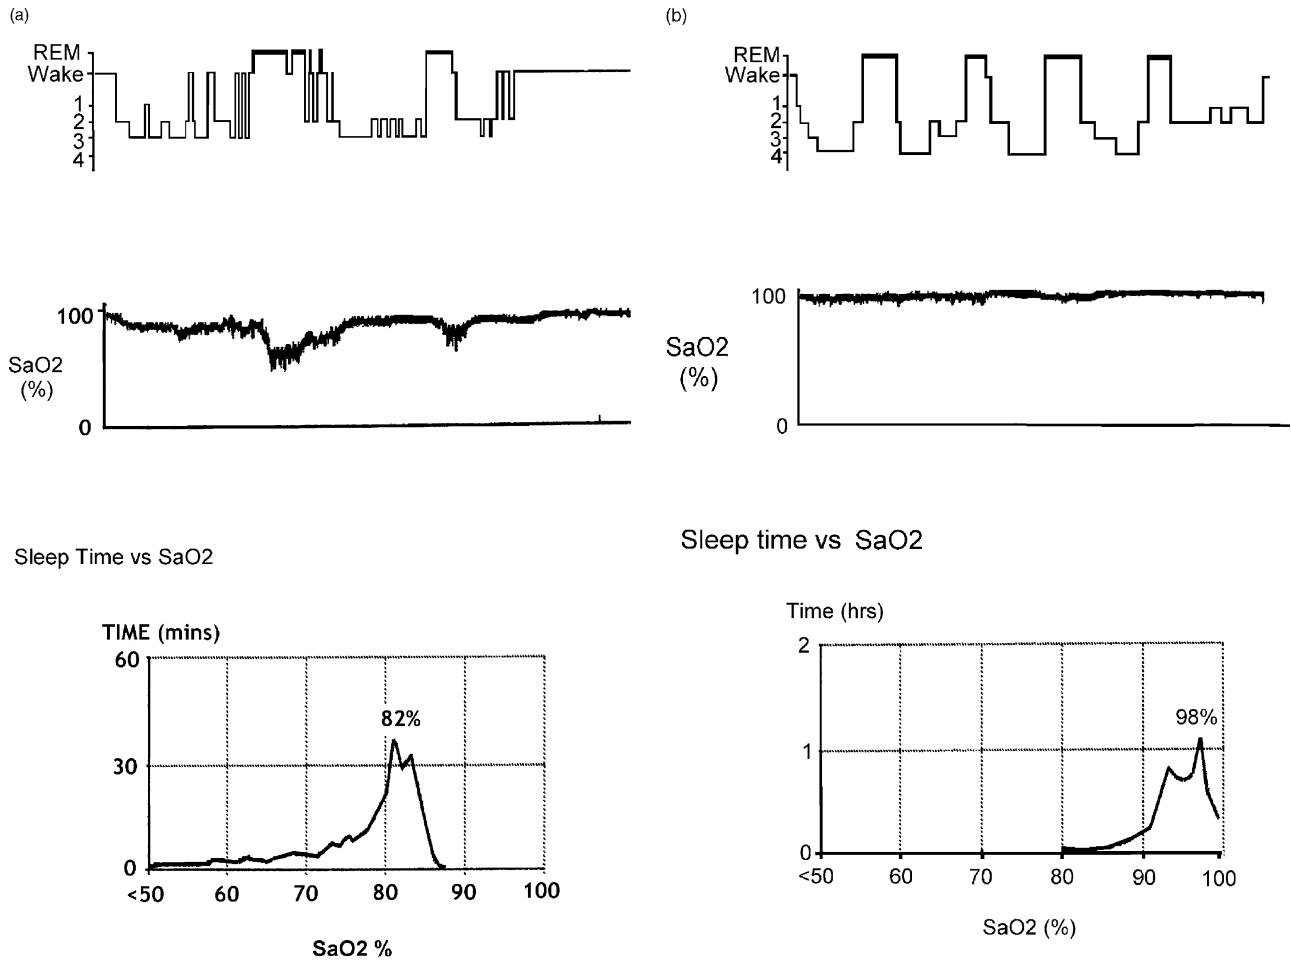 (a)
REM
Wake
1
2
3
4
100
SaO2
(%)
0
Sleep Time vs SaO2
TIME (mins)
60
82%
30
0
<50 60 70 80 90 100
SaO2 %
(b)
REM
Wake
1
2
3
4
100
SaO2
(%)
0
Sleep time vs SaO2
Time (hrs)
2
98%
1
0
<50 60 70 80 90 100
SaO2 (%)